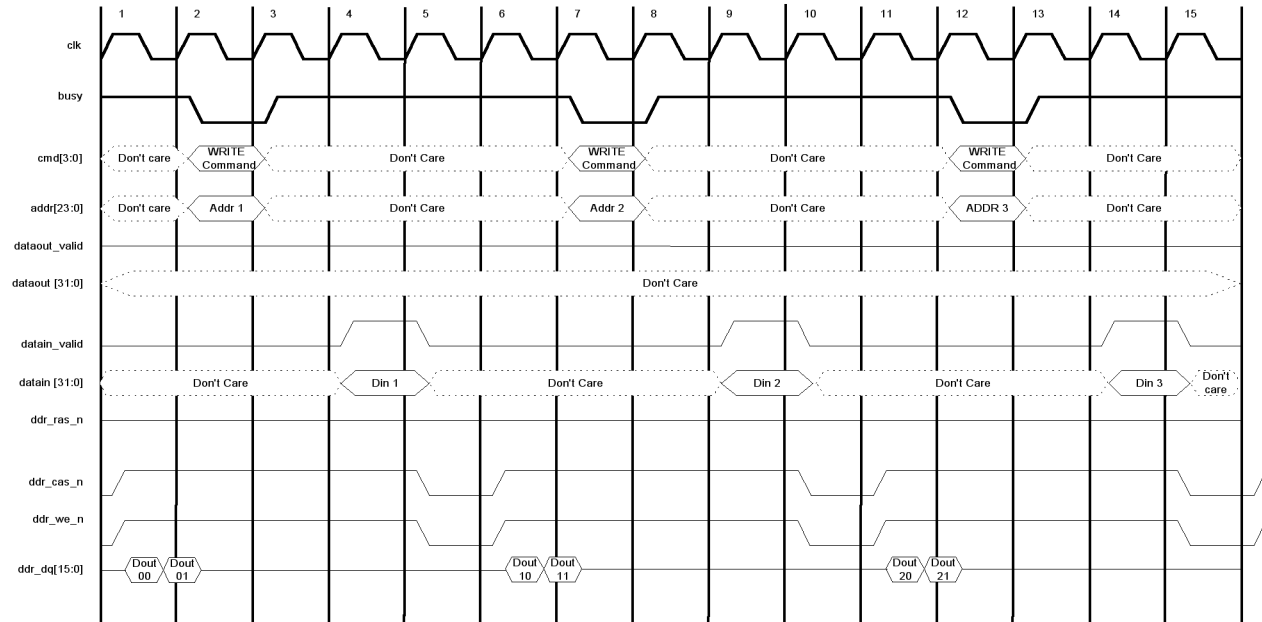 1 2 3 4 5 6 7 8 9 10 11 12 13 14 15
clk
busy
cmd[3:0] Don't care WRITE Command Don't Care WRITE Command Don't Care WRITE Command Don't Care
addr[23:0] Don't care Addr 1 Don't Care Addr 2 Don't Care ADDR 3 Don't Care
dataout_valid
dataout [31:0] Don't Care
datain_valid
datain [31:0] Don't Care Din 1 Don't Care Din 2 Don't Care Din 3 Don't care
ddr_ras_n
ddr_cas_n
ddr_we_n
ddr_dq[15:0] Dout 00 Dout 01 Dout 10 Dout 11 Dout 20 Dout 21